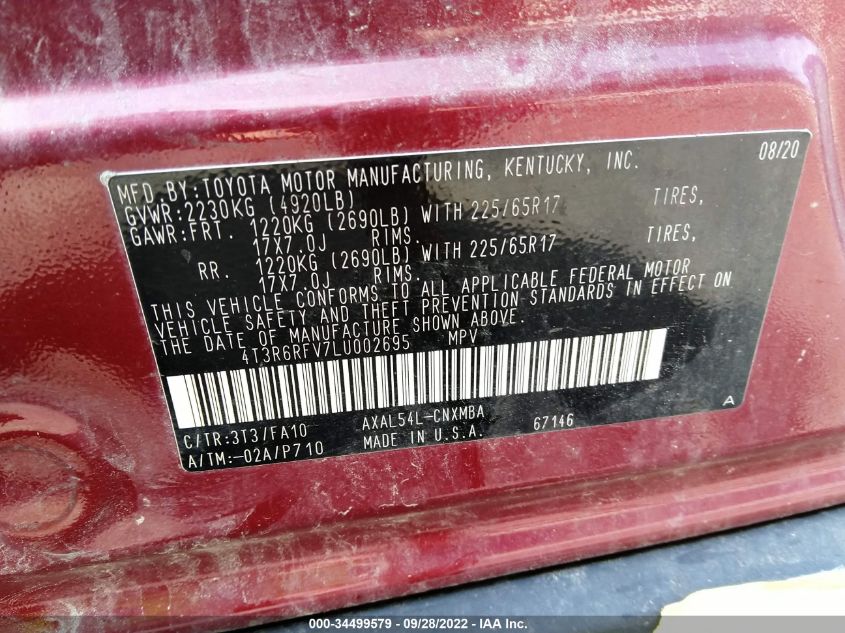 MFD.BY:TOYOTA MOTOR MANUFACTURING, KENTUCKY, INC. 08/20
GVWR:2230KG (4920LB)
GAWR:FRT. 1220KG (2690LB) WITH 225/65R17 TIRES,
17X7.0J RIMS.
RR. 1220KG (2690LB) WITH 225/65R17 TIRES,
17X7.0J RIMS.
THIS VEHICLE CONFORMS TO ALL APPLICABLE FEDERAL MOTOR
VEHICLE SAFETY AND THEFT PREVENTION STANDARDS IN EFFECT ON
THE DATE OF MANUFACTURE SHOWN ABOVE.
4T3R6RFV7LU002695 MPV
C/TR:3T3/FA10 AXAL54L-CNXMBA A
A/TM:-02A/P710 MADE IN U.S.A. 67146
000-34499579 - 09/28/2022 - IAA Inc.